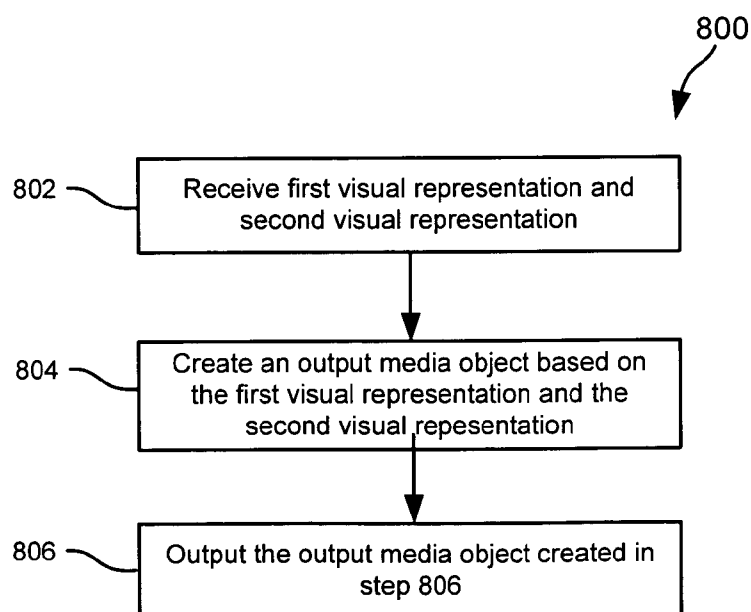 800
802
Receive first visual representation and
second visual representation
804
Create an output media object based on
the first visual representation and the
second visual repesentation
806
Output the output media object created in
step 806